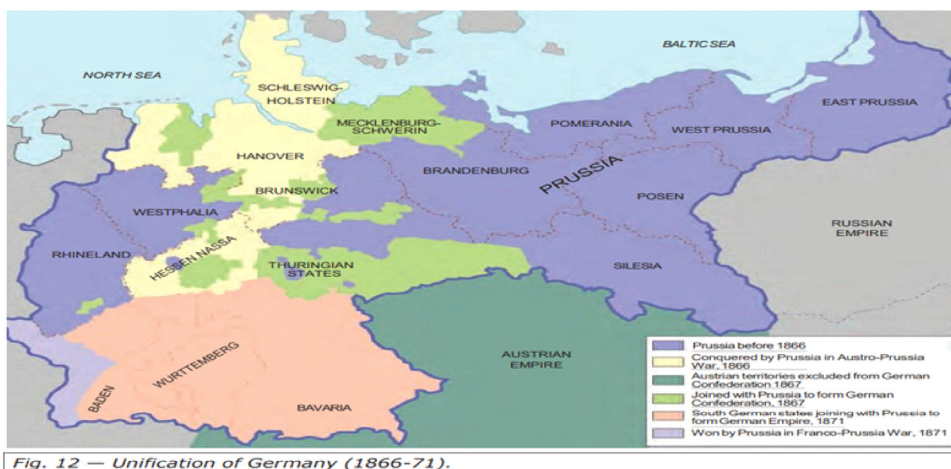 BALTIC SEA
NORTH SEA
SCHLESWIG-
HOLSTEIN
EAST PRUSSIA
MECKLENBURG-
SCHWERIN
POMERANIA
WEST PRUSSIA
HANOVER
BRANDENBURG
PRUSSIA
BRUNSWICK
POSEN
WESTPHALIA
RUSSIAN
EMPIRE
RHINELAND
HESSEN NASSA
THURINGIAN
STATES
SILESIA
AUSTRIAN
EMPIRE
WURTTEMBERG
BADEN
BAVARIA
Prussia before 1866
Conquered by Prussia in Austro-Prussia
War, 1866
Austrian territories excluded from German
Confederation 1867
Joined with Prussia to form German
Confederation, 1867
South German states joining with Prussia to
form German Empire, 1871
Won by Prussia in Franco-Prussia War, 1871
Fig. 12 — Unification of Germany (1866-71).